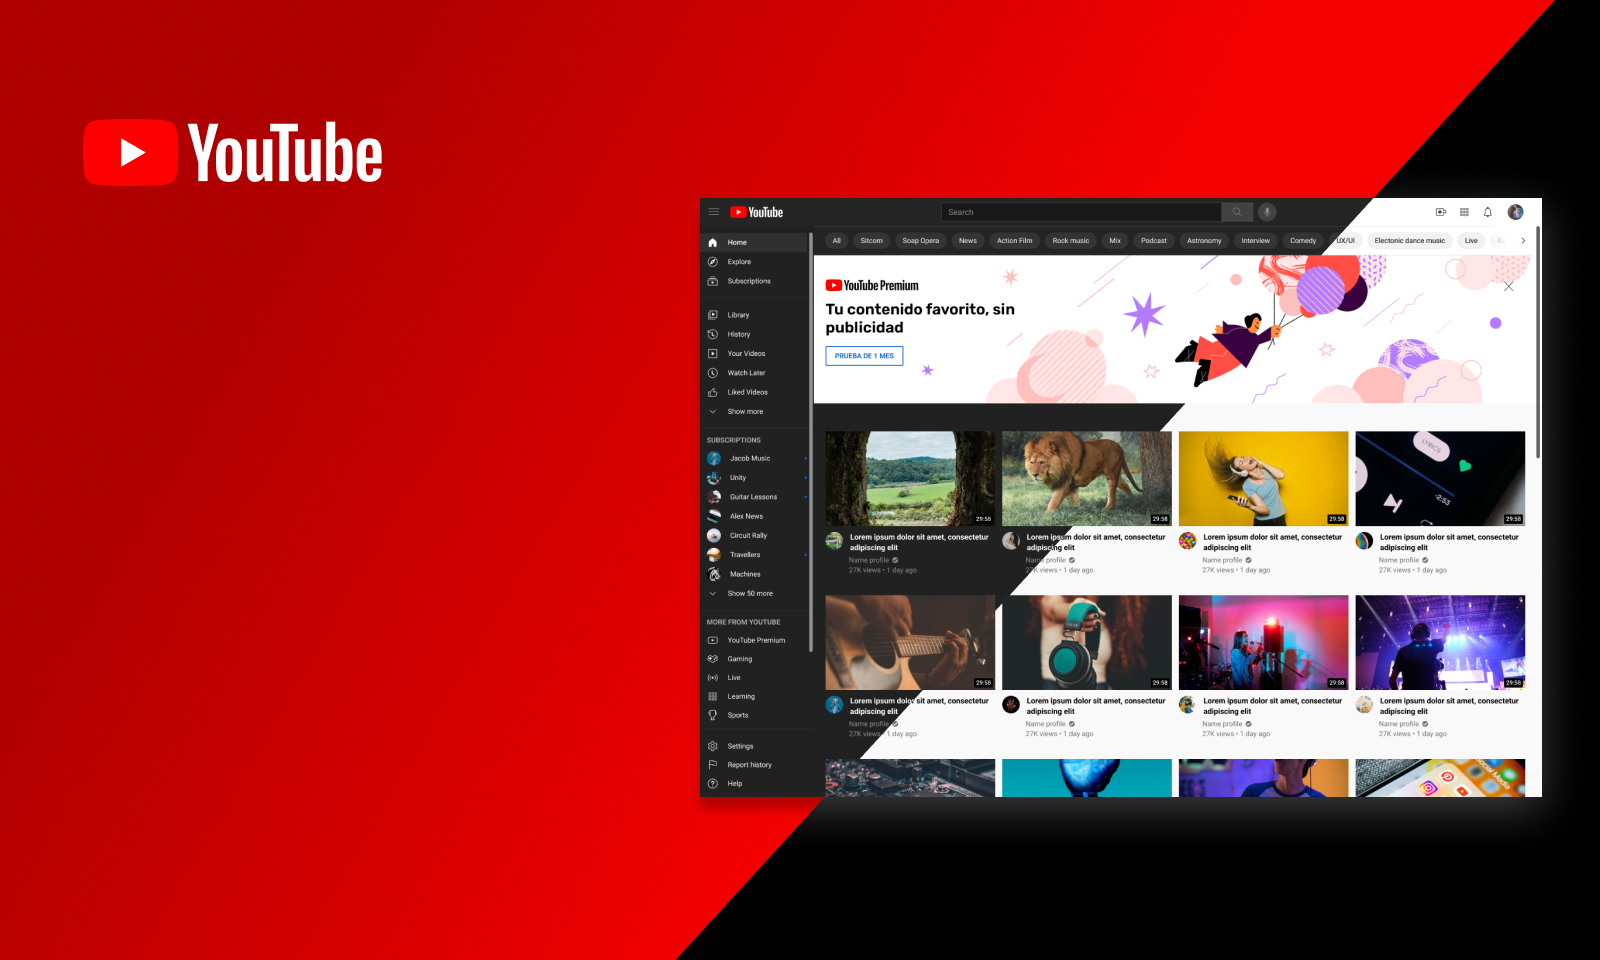 YouTube
YouTube
Search
All
Sitcom
Soap Opera
News
Action Film
Rock music
Mix
Podcast
Astronomy
Interview
Comedy
UX/UI
Electonic dance music
Live
Home
Explore
Subscriptions
Library
History
Your Videos
Watch Later
Liked Videos
Show more
SUBSCRIPTIONS
Jacob Music
Unity
Guitar Lessons
Alex News
Circuit Rally
Travellers
Machines
Show 50 more
MORE FROM YOUTUBE
YouTube Premium
Gaming
Live
Learning
Sports
Settings
Report history
Help
YouTube Premium
Tu contenido favorito, sin
publicidad
PRUEBA DE 1 MES
29:58
Lorem ipsum dolor sit amet, consectetur
adipiscing elit
Name profile
27K views • 1 day ago
29:58
Lorem ipsum dolor sit amet, consectetur
adipiscing elit
Name profile
27K views • 1 day ago
29:58
Lorem ipsum dolor sit amet, consectetur
adipiscing elit
Name profile
27K views • 1 day ago
LYRICS
-2:53
29:58
Lorem ipsum dolor sit amet, consectetur
adipiscing elit
Name profile
27K views • 1 day ago
29:58
Lorem ipsum dolor sit amet, consectetur
adipiscing elit
Name profile
27K views • 1 day ago
29:58
Lorem ipsum dolor sit amet, consectetur
adipiscing elit
Name profile
27K views • 1 day ago
29:58
Lorem ipsum dolor sit amet, consectetur
adipiscing elit
Name profile
27K views • 1 day ago
29:58
Lorem ipsum dolor sit amet, consectetur
adipiscing elit
Name profile
27K views • 1 day ago
Social Media